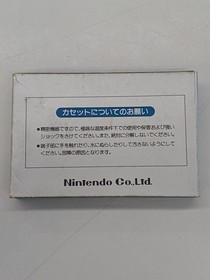 カセットについてのお願い
●精密機器ですので、極端な温度条件下での使用や保管および強い
ショックをさけてください。また、絶対に分解しないでください。
●端子部に手を触れたり、水にぬらしたりして汚さないようにして
ください。故障の原因となります。
Nintendo Co.,Ltd.